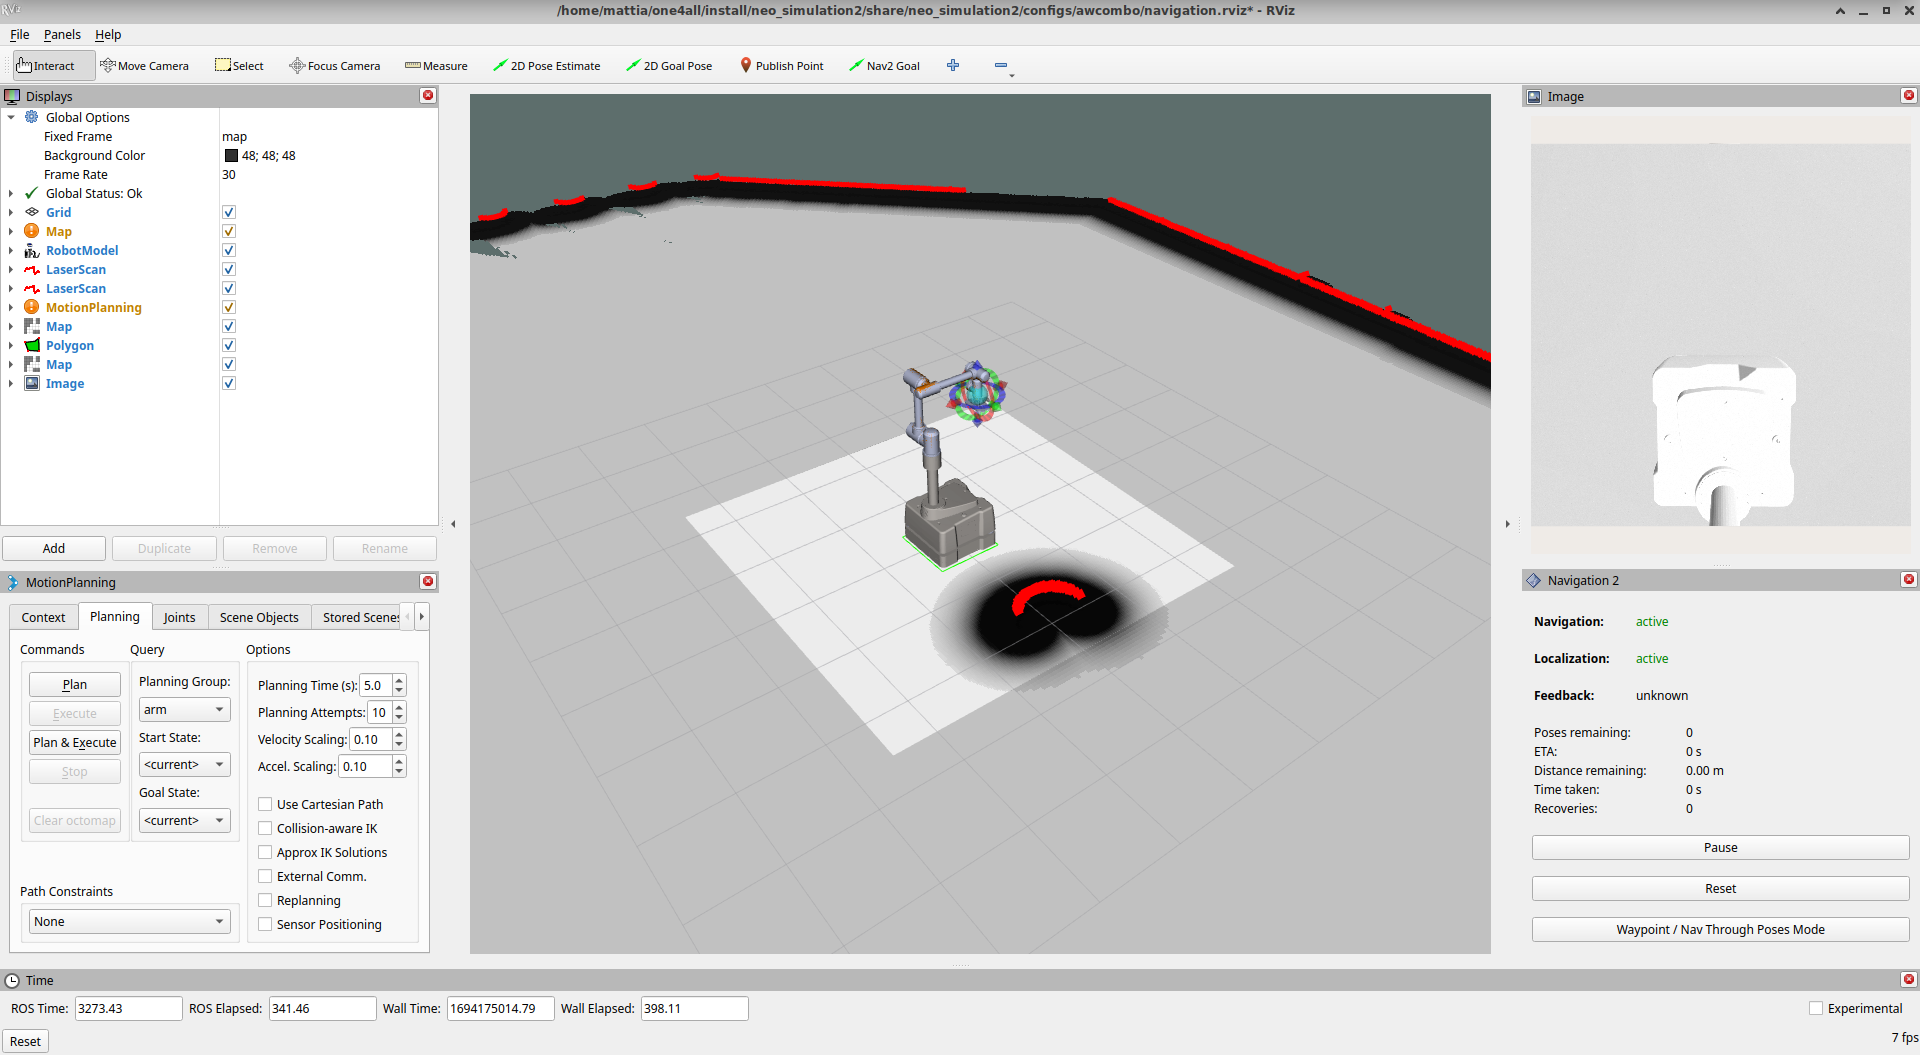 /home/mattia/one4all/install/neo_simulation2/share/neo_simulation2/configs/awcombo/navigation.rviz* - RViz
File Panels Help
Interact Move Camera Select Focus Camera Measure 2D Pose Estimate 2D Goal Pose Publish Point Nav2 Goal
Displays
Global Options
Fixed Frame map
Background Color 48; 48; 48
Frame Rate 30
Global Status: Ok
Grid
Map
RobotModel
LaserScan
LaserScan
MotionPlanning
Map
Polygon
Map
Image
Add Duplicate Remove Rename
MotionPlanning
Context Planning Joints Scene Objects Stored Scenes
Commands Query Options
Plan
Execute
Plan & Execute
Stop
Clear octomap
Planning Group:
arm
Start State:
<current>
Goal State:
<current>
Planning Time (s): 5.0
Planning Attempts: 10
Velocity Scaling: 0.10
Accel. Scaling: 0.10
Use Cartesian Path
Collision-aware IK
Approx IK Solutions
External Comm.
Replanning
Sensor Positioning
Path Constraints
None
Image
Navigation 2
Navigation: active
Localization: active
Feedback: unknown
Poses remaining: 0
ETA: 0 s
Distance remaining: 0.00 m
Time taken: 0 s
Recoveries: 0
Pause
Reset
Waypoint / Nav Through Poses Mode
Time
ROS Time: 3273.43 ROS Elapsed: 341.46 Wall Time: 1694175014.79 Wall Elapsed: 398.11 Experimental
Reset 7 fps